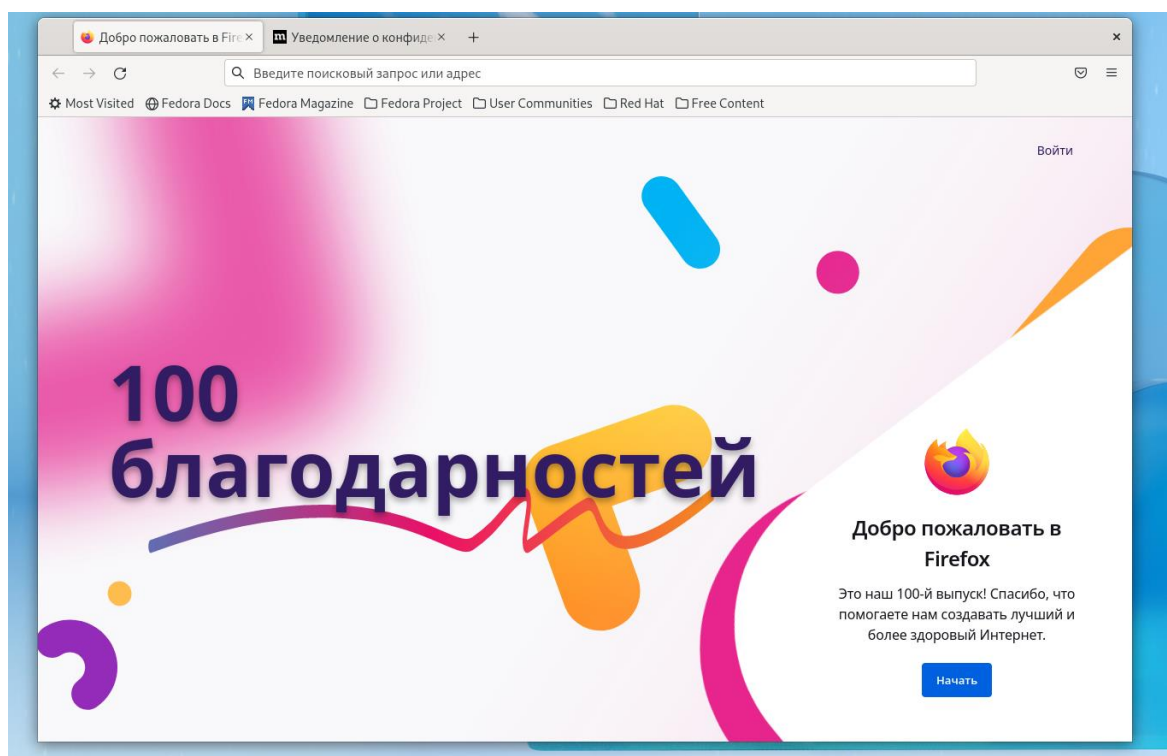 Добро пожаловать в Fire
Уведомление о конфиде
Введите поисковый запрос или адрес
Most Visited Fedora Docs Fedora Magazine Fedora Project User Communities Red Hat Free Content
Войти
100
благодарностей
Добро пожаловать в
Firefox
Это наш 100-й выпуск! Спасибо, что
помогаете нам создавать лучший и
более здоровый Интернет.
Начать